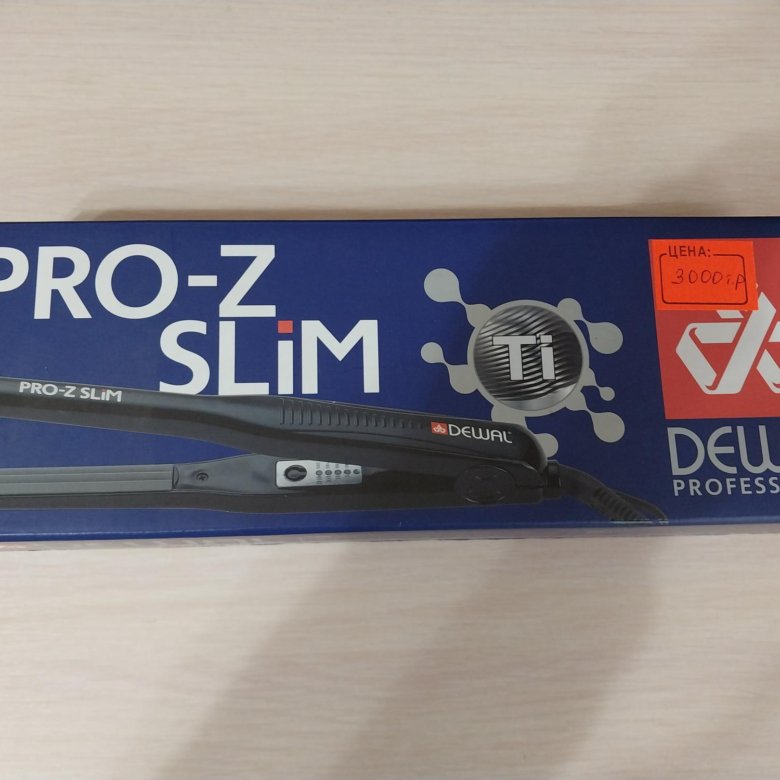 PRO-Z
SLiM
ЦЕНА:
3000 т.р
Ti
PRO-Z SLiM
DEWAL
DEW
PROFESS